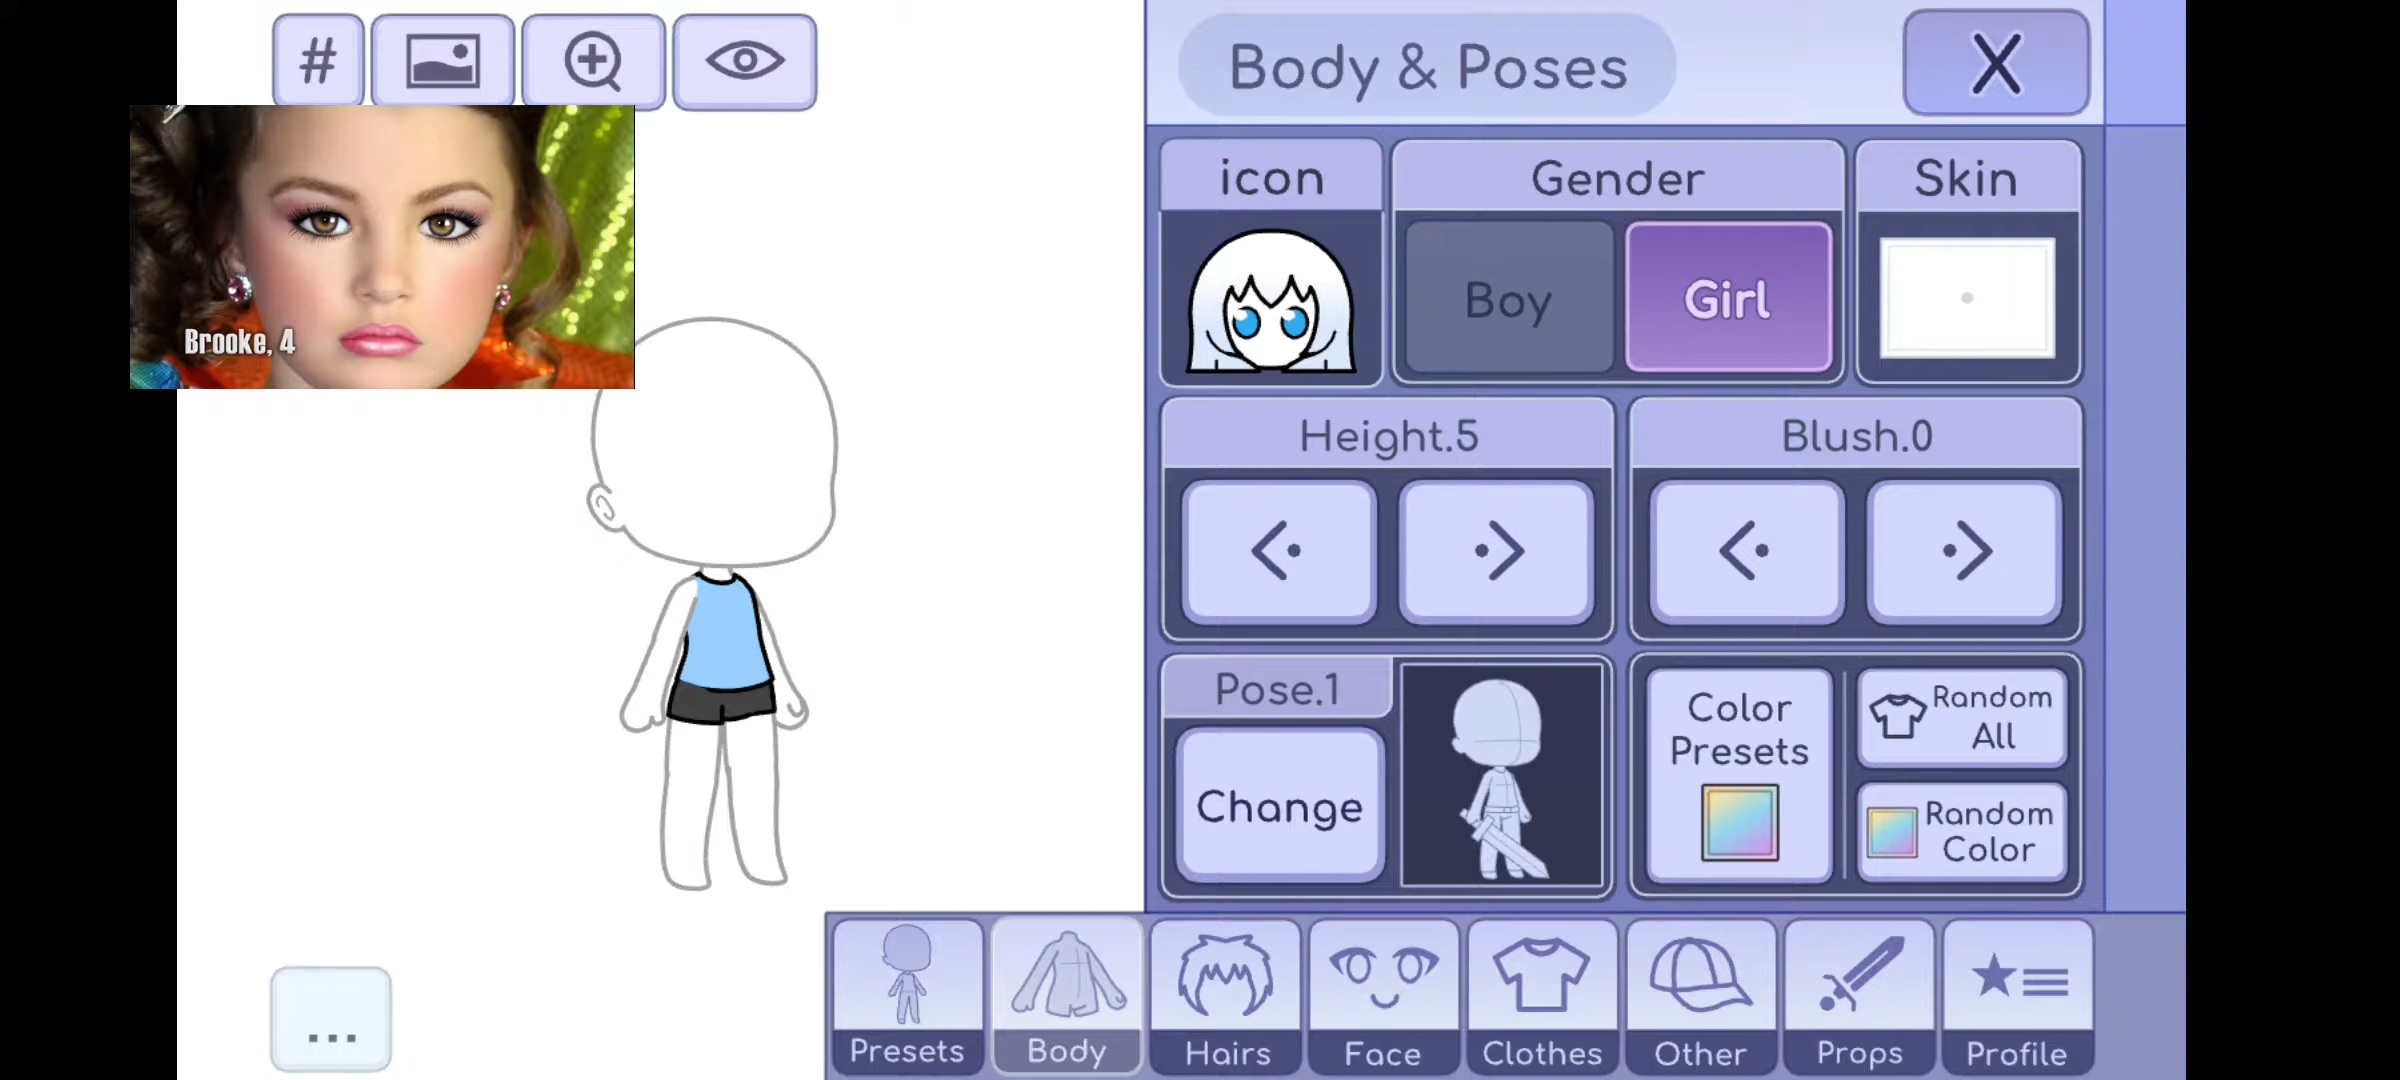 #
Body & Poses
X
icon
Gender
Skin
Boy
Girl
Brooke, 4
Height.5
Blush.0
Pose.1
Change
Color
Presets
Random
All
Random
Color
...
Presets
Body
Hairs
Face
Clothes
Other
Props
Profile